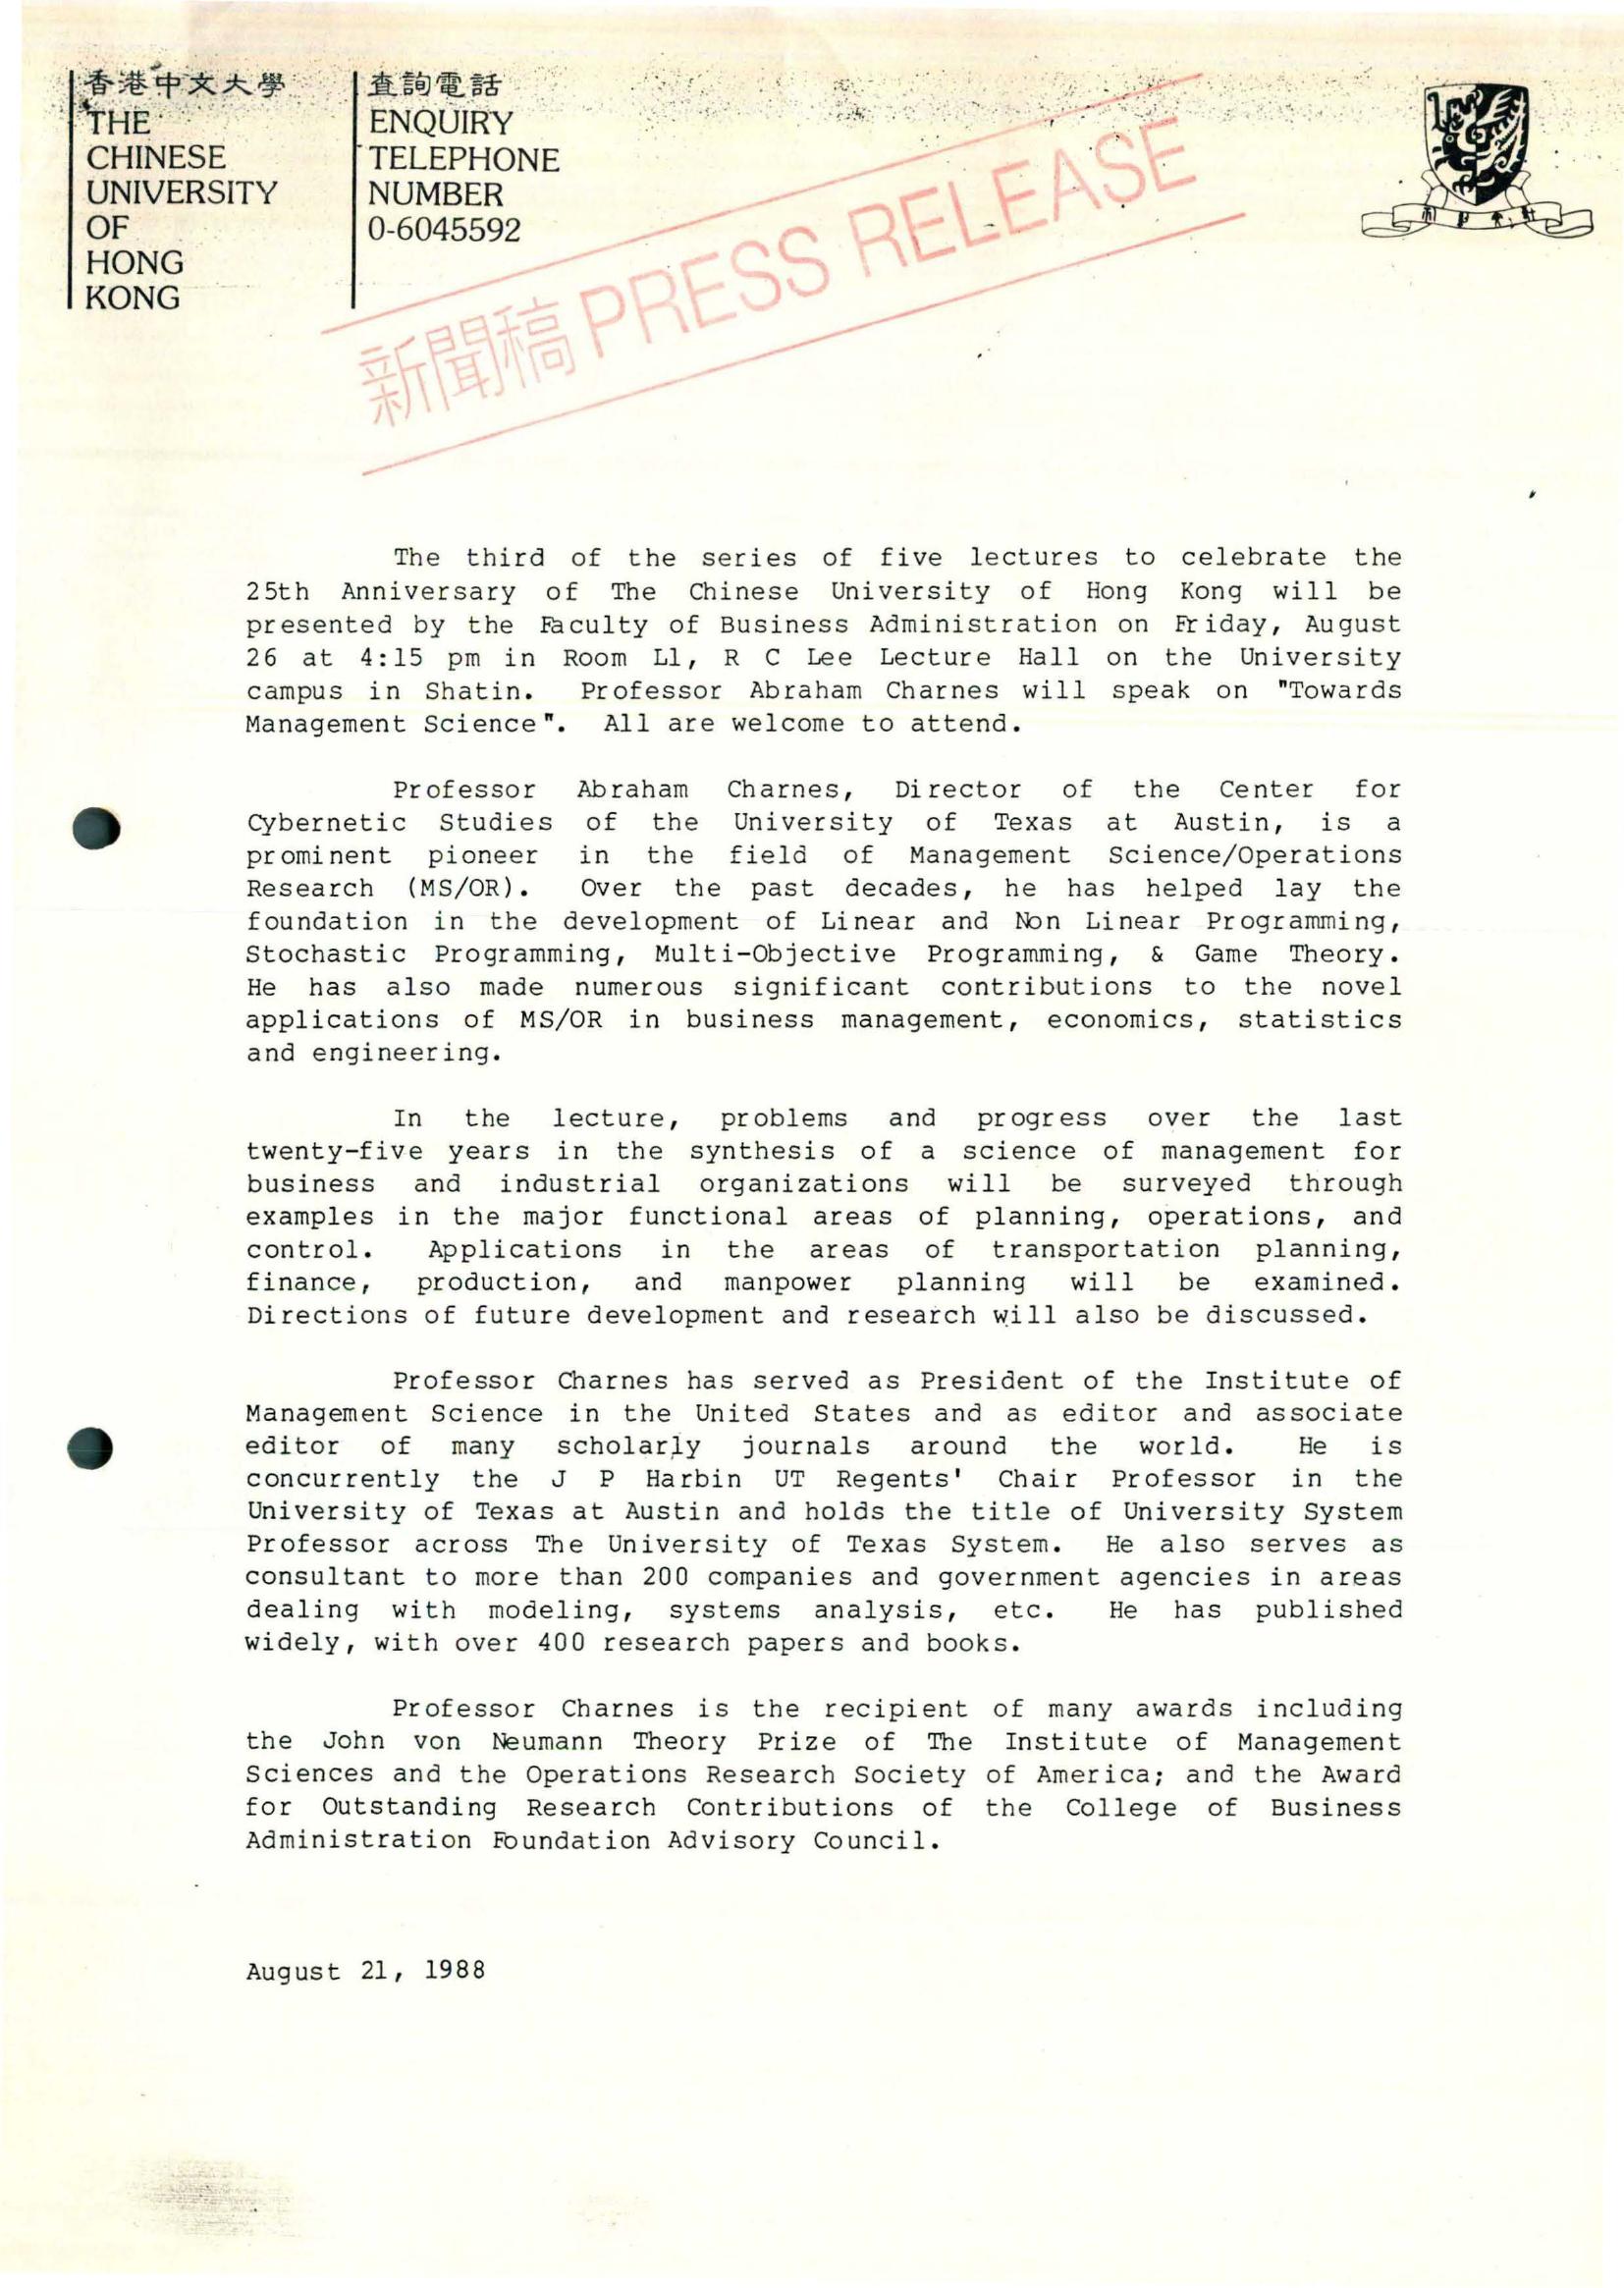 香港中文大學
THE
CHINESE
UNIVERSITY
OF
HONG
KONG
查詢電話
ENQUIRY
TELEPHONE
NUMBER
0-6045592
新聞稿 PRESS RELEASE
The third of the series of five lectures to celebrate the
25th Anniversary of The Chinese University of Hong Kong will be
presented by the Faculty of Business Administration on Friday, August
26 at 4:15 pm in Room L1, R C Lee Lecture Hall on the University
campus in Shatin. Professor Abraham Charnes will speak on "Towards
Management Science". All are welcome to attend.
Professor Abraham Charnes, Director of the Center for
Cybernetic Studies of the University of Texas at Austin, is a
prominent pioneer in the field of Management Science/Operations
Research (MS/OR). Over the past decades, he has helped lay the
foundation in the development of Linear and Non Linear Programming,
Stochastic Programming, Multi-Objective Programming, & Game Theory.
He has also made numerous significant contributions to the novel
applications of MS/OR in business management, economics, statistics
and engineering.
In the lecture, problems and progress over the last
twenty-five years in the synthesis of a science of management for
business and industrial organizations will be surveyed through
examples in the major functional areas of planning, operations, and
control. Applications in the areas of transportation planning,
finance, production, and manpower planning will be examined.
Directions of future development and research will also be discussed.
Professor Charnes has served as President of the Institute of
Management Science in the United States and as editor and associate
editor of many scholarly journals around the world. He is
concurrently the J P Harbin UT Regents' Chair Professor in the
University of Texas at Austin and holds the title of University System
Professor across The University of Texas System. He also serves as
consultant to more than 200 companies and government agencies in areas
dealing with modeling, systems analysis, etc. He has published
widely, with over 400 research papers and books.
Professor Charnes is the recipient of many awards including
the John von Neumann Theory Prize of The Institute of Management
Sciences and the Operations Research Society of America; and the Award
for Outstanding Research Contributions of the College of Business
Administration Foundation Advisory Council.
August 21, 1988